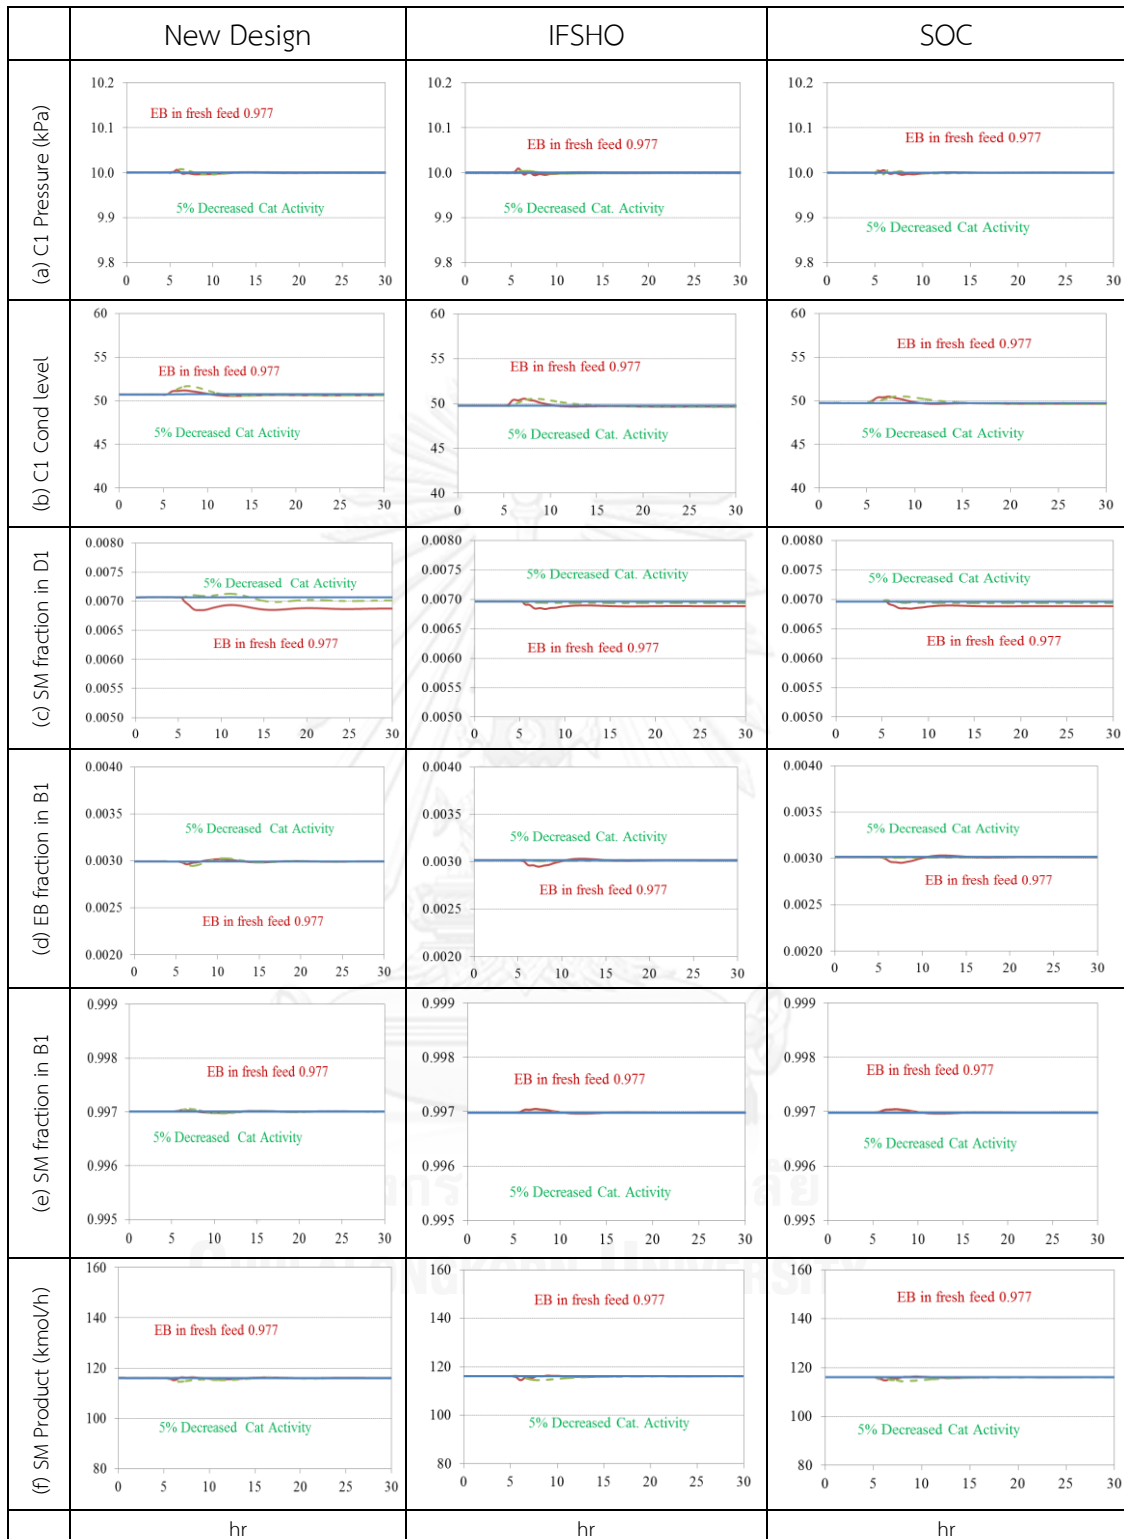 New Design
IFSHO
SOC
(a) C1 Pressure (kPa)
10.2
10.1
10.0
9.9
9.8
0 5 10 15 20 25 30
EB in fresh feed 0.977
5% Decreased Cat Activity
10.2
10.1
10.0
9.9
9.8
0 5 10 15 20 25 30
EB in fresh feed 0.977
5% Decreased Cat. Activity
10.2
10.1
10.0
9.9
9.8
0 5 10 15 20 25 30
EB in fresh feed 0.977
5% Decreased Cat Activity
(b) C1 Cond level
60
55
50
45
40
0 5 10 15 20 25 30
EB in fresh feed 0.977
5% Decreased Cat Activity
60
55
50
45
40
0 5 10 15 20 25 30
EB in fresh feed 0.977
5% Decreased Cat. Activity
60
55
50
45
40
0 5 10 15 20 25 30
EB in fresh feed 0.977
5% Decreased Cat Activity
(c) SM fraction in D1
0.0080
0.0075
0.0070
0.0065
0.0060
0.0055
0.0050
0 5 10 15 20 25 30
5% Decreased Cat Activity
EB in fresh feed 0.977
0.0080
0.0075
0.0070
0.0065
0.0060
0.0055
0.0050
0 5 10 15 20 25 30
5% Decreased Cat. Activity
EB in fresh feed 0.977
0.0080
0.0075
0.0070
0.0065
0.0060
0.0055
0.0050
0 5 10 15 20 25 30
5% Decreased Cat Activity
EB in fresh feed 0.977
(d) EB fraction in B1
0.0040
0.0035
0.0030
0.0025
0.0020
0 5 10 15 20 25 30
5% Decreased Cat Activity
EB in fresh feed 0.977
0.0040
0.0035
0.0030
0.0025
0.0020
0 5 10 15 20 25 30
5% Decreased Cat. Activity
EB in fresh feed 0.977
0.0040
0.0035
0.0030
0.0025
0.0020
0 5 10 15 20 25 30
5% Decreased Cat Activity
EB in fresh feed 0.977
(e) SM fraction in B1
0.999
0.998
0.997
0.996
0.995
0 5 10 15 20 25 30
EB in fresh feed 0.977
5% Decreased Cat Activity
0.999
0.998
0.997
0.996
0.995
0 5 10 15 20 25 30
EB in fresh feed 0.977
5% Decreased Cat. Activity
0.999
0.998
0.997
0.996
0.995
0 5 10 15 20 25 30
EB in fresh feed 0.977
5% Decreased Cat Activity
(f) SM Product (kmol/h)
160
140
120
100
80
0 5 10 15 20 25 30
EB in fresh feed 0.977
5% Decreased Cat Activity
160
140
120
100
80
0 5 10 15 20 25 30
EB in fresh feed 0.977
5% Decreased Cat. Activity
160
140
120
100
80
0 5 10 15 20 25 30
EB in fresh feed 0.977
5% Decreased Cat Activity
hr
hr
hr